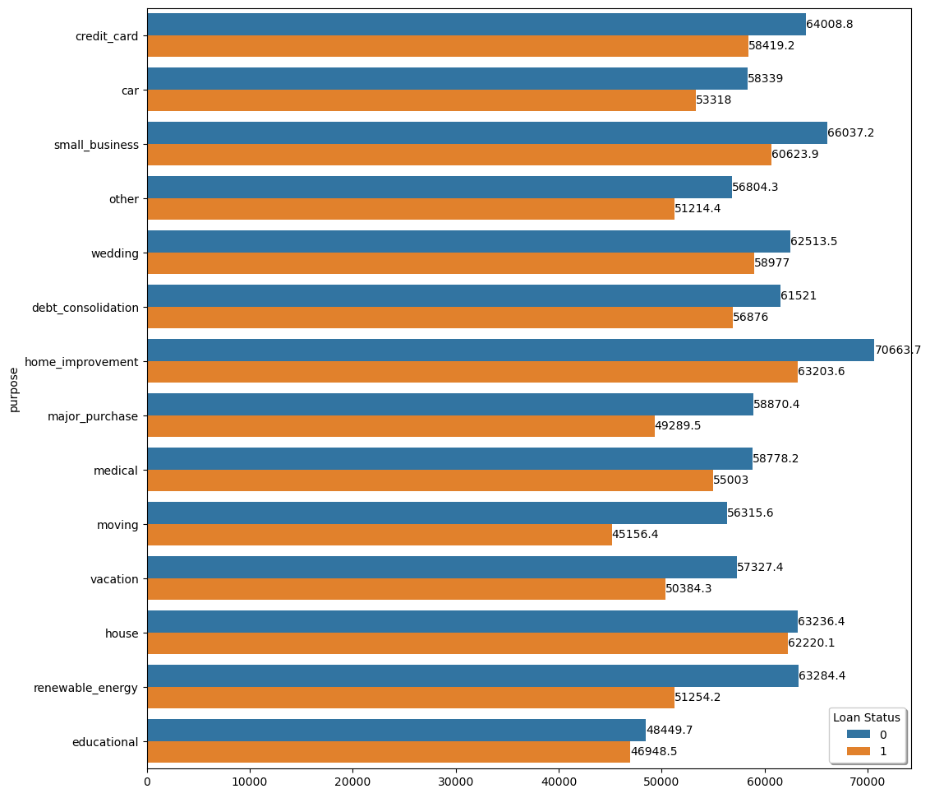 credit_card
64008.8
58419.2
car
58339
53318
small_business
66037.2
60623.9
other
56804.3
51214.4
wedding
62513.5
58977
debt_consolidation
61521
56876
home_improvement
70663.7
63203.6
purpose
major_purchase
58870.4
49289.5
medical
58778.2
55003
moving
56315.6
45156.4
vacation
57327.4
50384.3
house
63236.4
62220.1
renewable_energy
63284.4
51254.2
educational
48449.7
46948.5
Loan Status
0
1
0 10000 20000 30000 40000 50000 60000 70000